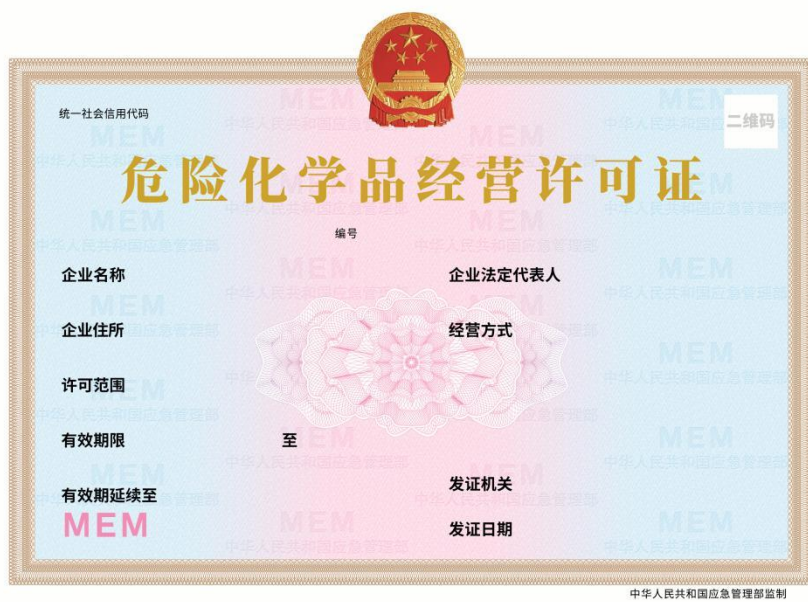 统一社会信用代码
二维码
危险化学品经营许可证
编号
企业名称
企业法定代表人
企业住所
经营方式
许可范围
有效期限 至
发证机关
有效期延续至
MEM
发证日期
中华人民共和国应急管理部监制